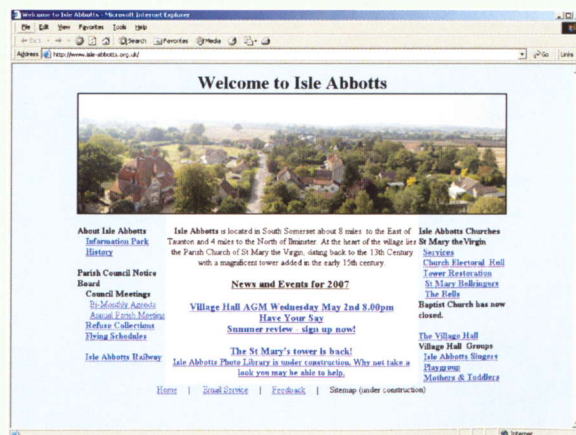 Welcome to Isle Abbotts - Microsoft Internet Explorer
File Edit View Favorites Tools Help
Back Search Favorites Media
Address http://www.isle-abbotts.org.uk/ Go Links
Welcome to Isle Abbotts
About Isle Abbotts
Information Park
History
Parish Council Notice
Board
Council Meetings
Bi-Monthly Agenda
Annual Parish Meeting
Refuse Collections
Flying Schedules
Isle Abbotts Railway
Isle Abbotts is located in South Somerset about 8 miles to the East of
Taunton and 4 miles to the North of Ilminster. At the heart of the village lies
the Parish Church of St Mary the Virgin, dating back to the 13th Century
with a magnificent tower added in the early 15th century.
News and Events for 2007
Village Hall AGM Wednesday May 2nd 8.00pm
Have Your Say
Summer review - sign up now!
The St Mary's tower is back!
Isle Abbotts Photo Library is under construction. Why not take a
look you may be able to help.
Isle Abbotts Churches
St Mary the Virgin
Services
Church Electoral Roll
Tower Restoration
St Mary Bellringers
The Bells
Baptist Church has now
closed.
The Village Hall
Village Hall Groups
Isle Abbotts Singers
Playgroup
Mothers & Toddlers
Home | Email Service | Feedback | Sitemap (under construction)
Internet